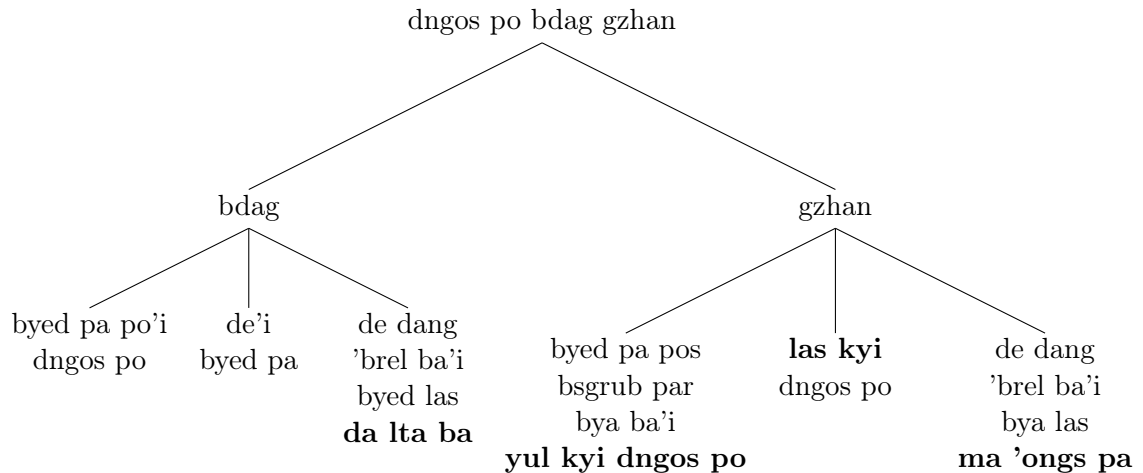 dngos po bdag gzhan
bdag
gzhan
byed pa po’i
dngos po
de’i
byed pa
de dang
’brel ba’i
byed las
da lta ba
byed pa pos
bsgrub par
bya ba’i
yul kyi dngos po
las kyi
dngos po
de dang
’brel ba’i
bya las
ma ’ongs pa